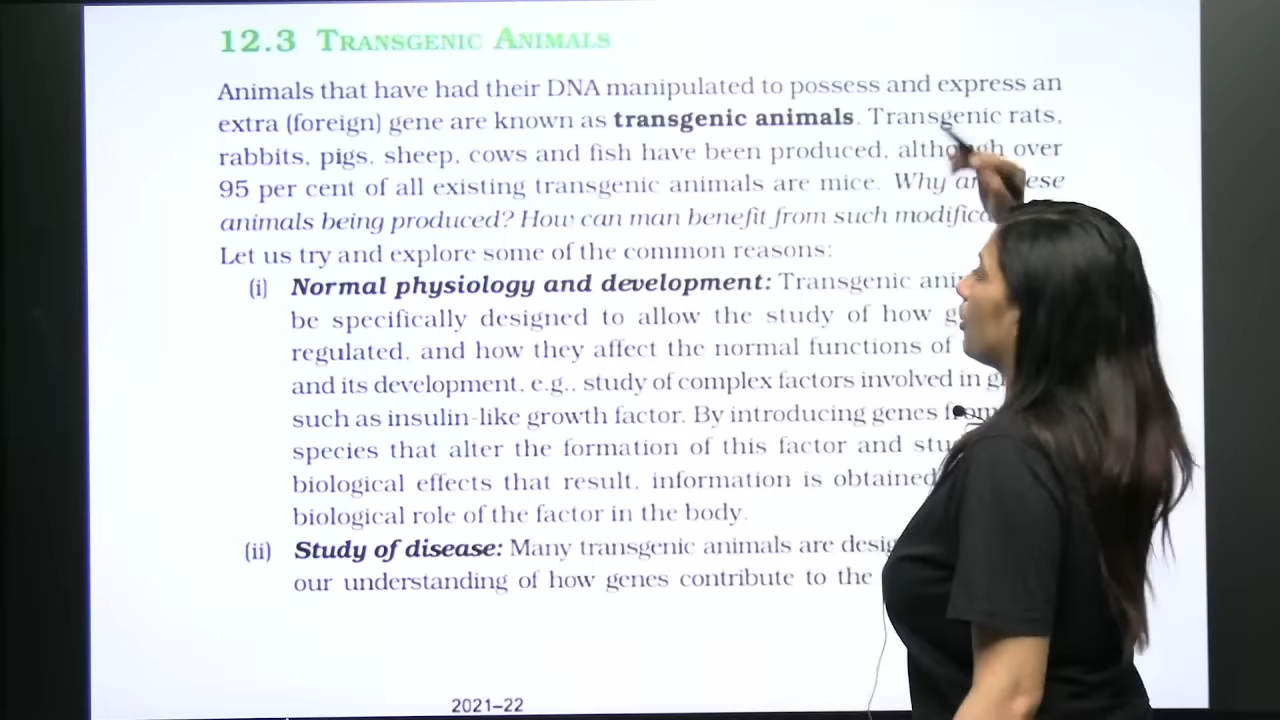 12.3 TRANSGENIC ANIMALS
Animals that have had their DNA manipulated to possess and express an
extra (foreign) gene are known as transgenic animals. Transgenic rats,
rabbits, pigs, sheep, cows and fish have been produced, although over
95 per cent of all existing transgenic animals are mice. Why
animals being produced? How can man benefit from such
Let us try and explore some of the common reasons:
(i) Normal physiology and development: Transgenic
be specifically designed to allow the study of how
regulated, and how they affect the normal functions of
and its development, e.g., study of complex factors involved in
such as insulin-like growth factor. By introducing genes from
species that alter the formation of this factor and
biological effects that result, information is obtained
biological role of the factor in the body.
(ii) Study of disease: Many transgenic animals are
our understanding of how genes contribute to the
2021–22